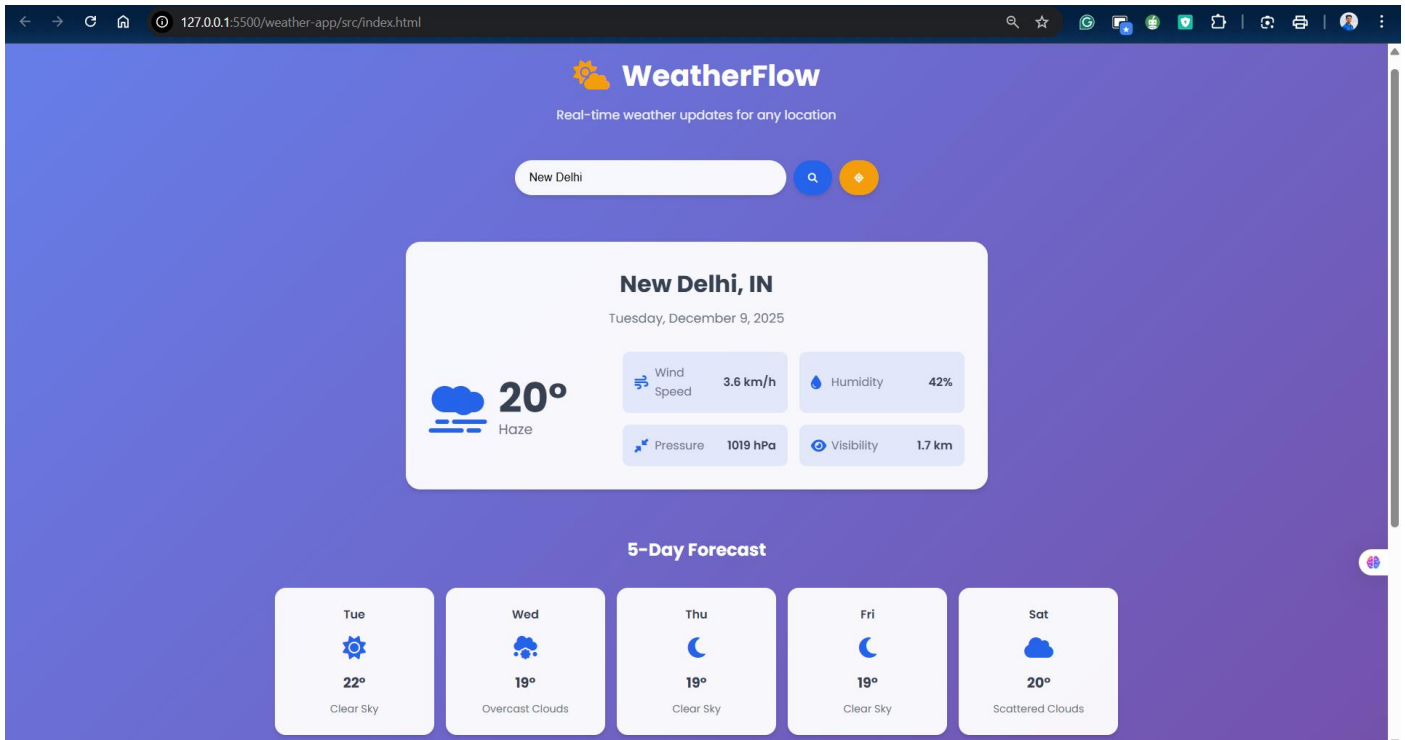 127.0.0.1:5500/weather-app/src/index.html
WeatherFlow
Real-time weather updates for any location
New Delhi
New Delhi, IN
Tuesday, December 9, 2025
20°
Haze
Wind
Speed
3.6 km/h
Humidity
42%
Pressure
1019 hPa
Visibility
1.7 km
5-Day Forecast
Tue
22°
Clear Sky
Wed
19°
Overcast Clouds
Thu
19°
Clear Sky
Fri
19°
Clear Sky
Sat
20°
Scattered Clouds